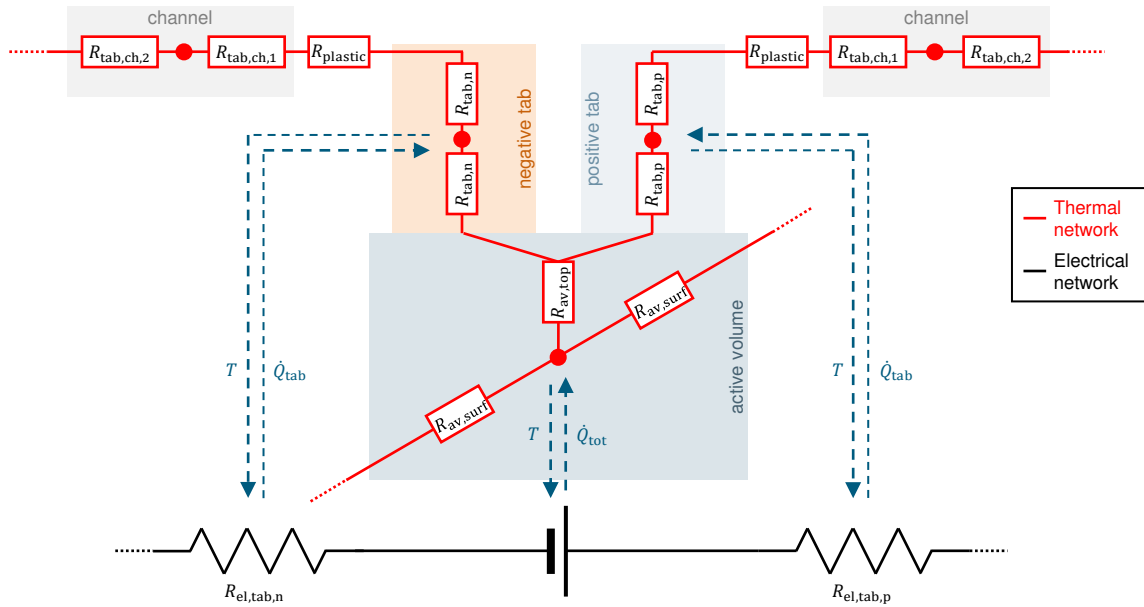 channel
channel
R_tab,ch,2
R_tab,ch,1
R_plastic
R_plastic
R_tab,ch,1
R_tab,ch,2
R_tab,n
R_tab,p
negative tab
positive tab
R_tab,n
R_tab,p
Thermal
network
Electrical
network
R_av,top
R_av,surf
active volume
T
Q̇_tab
T
Q̇_tab
R_av,surf
T
Q̇_tot
R_el,tab,n
R_el,tab,p